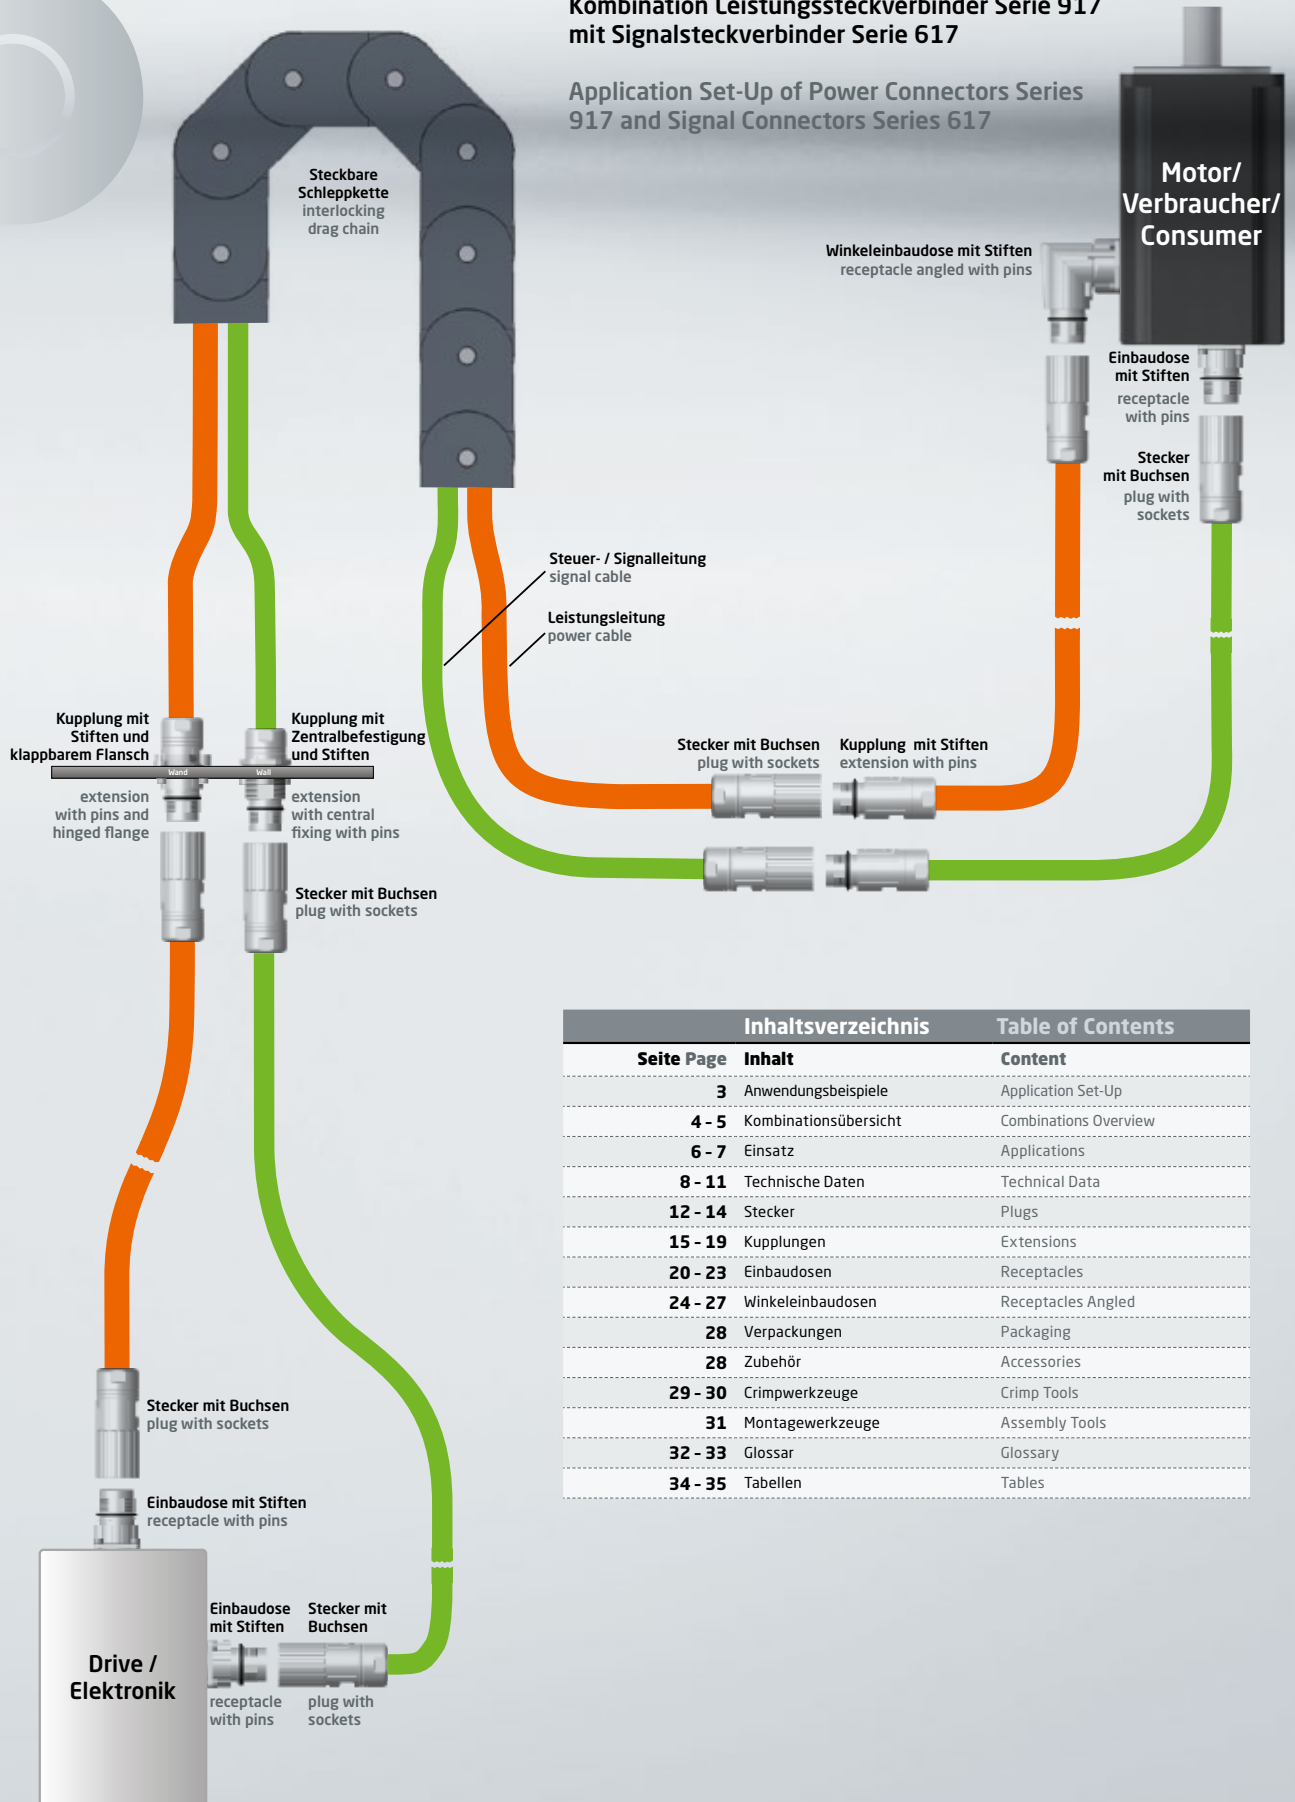 Kombination Leistungssteckverbinder Serie 917
mit Signalsteckverbinder Serie 617
Application Set-Up of Power Connectors Series
917 and Signal Connectors Series 617
Motor/
Verbraucher/
Consumer
Steckbare
Schleppkette
interlocking
drag chain
Winkeleinbaudose mit Stiften
receptacle angled with pins
Einbaudose
mit Stiften
receptacle
with pins
Stecker
mit Buchsen
plug with
sockets
Steuer- / Signalleitung
signal cable
Leistungsleitung
power cable
Kupplung mit
Stiften und
klappbarem Flansch
Wand
extension
with pins and
hinged flange
Kupplung mit
Zentralbefestigung
und Stiften
Wall
extension
with central
fixing with pins
Stecker mit Buchsen
plug with sockets
Kupplung  mit Stiften
extension with pins
Stecker mit Buchsen
plug with sockets
Inhaltsverzeichnis Table of Contents
Seite Page Inhalt Content
3 Anwendungsbeispiele Application Set-Up
4 – 5 Kombinationsübersicht Combinations Overview
6 – 7 Einsatz Applications
8 – 11 Technische Daten Technical Data
12 – 14 Stecker Plugs
15 – 19 Kupplungen Extensions
20 – 23 Einbaudosen Receptacles
24 – 27 Winkeleinbaudosen Receptacles Angled
28 Verpackungen Packaging
28 Zubehör Accessories
29 – 30 Crimpwerkzeuge Crimp Tools
31 Montagewerkzeuge Assembly Tools
32 – 33 Glossar Glossary
34 – 35 Tabellen Tables
Stecker mit Buchsen
plug with sockets
Einbaudose mit Stiften
receptacle with pins
Einbaudose
mit Stiften
receptacle
with pins
Stecker mit
Buchsen
plug with
sockets
Drive /
Elektronik